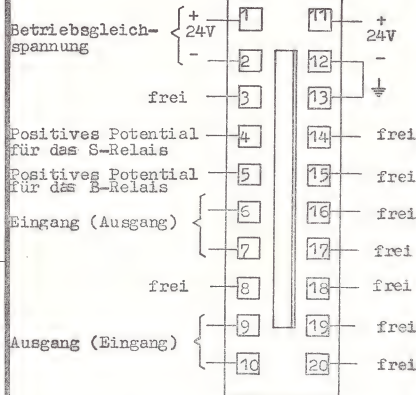 Betriebsgleich-
spannung
+
24V
-
1
11
+
24V
-
2
12
frei
3
13
Positives Potential
für das S-Relais
4
14
frei
Positives Potential
für das B-Relais
5
15
frei
Eingang (Ausgang)
6
16
frei
7
17
frei
frei
8
18
frei
Ausgang (Eingang)
9
19
frei
10
20
frei